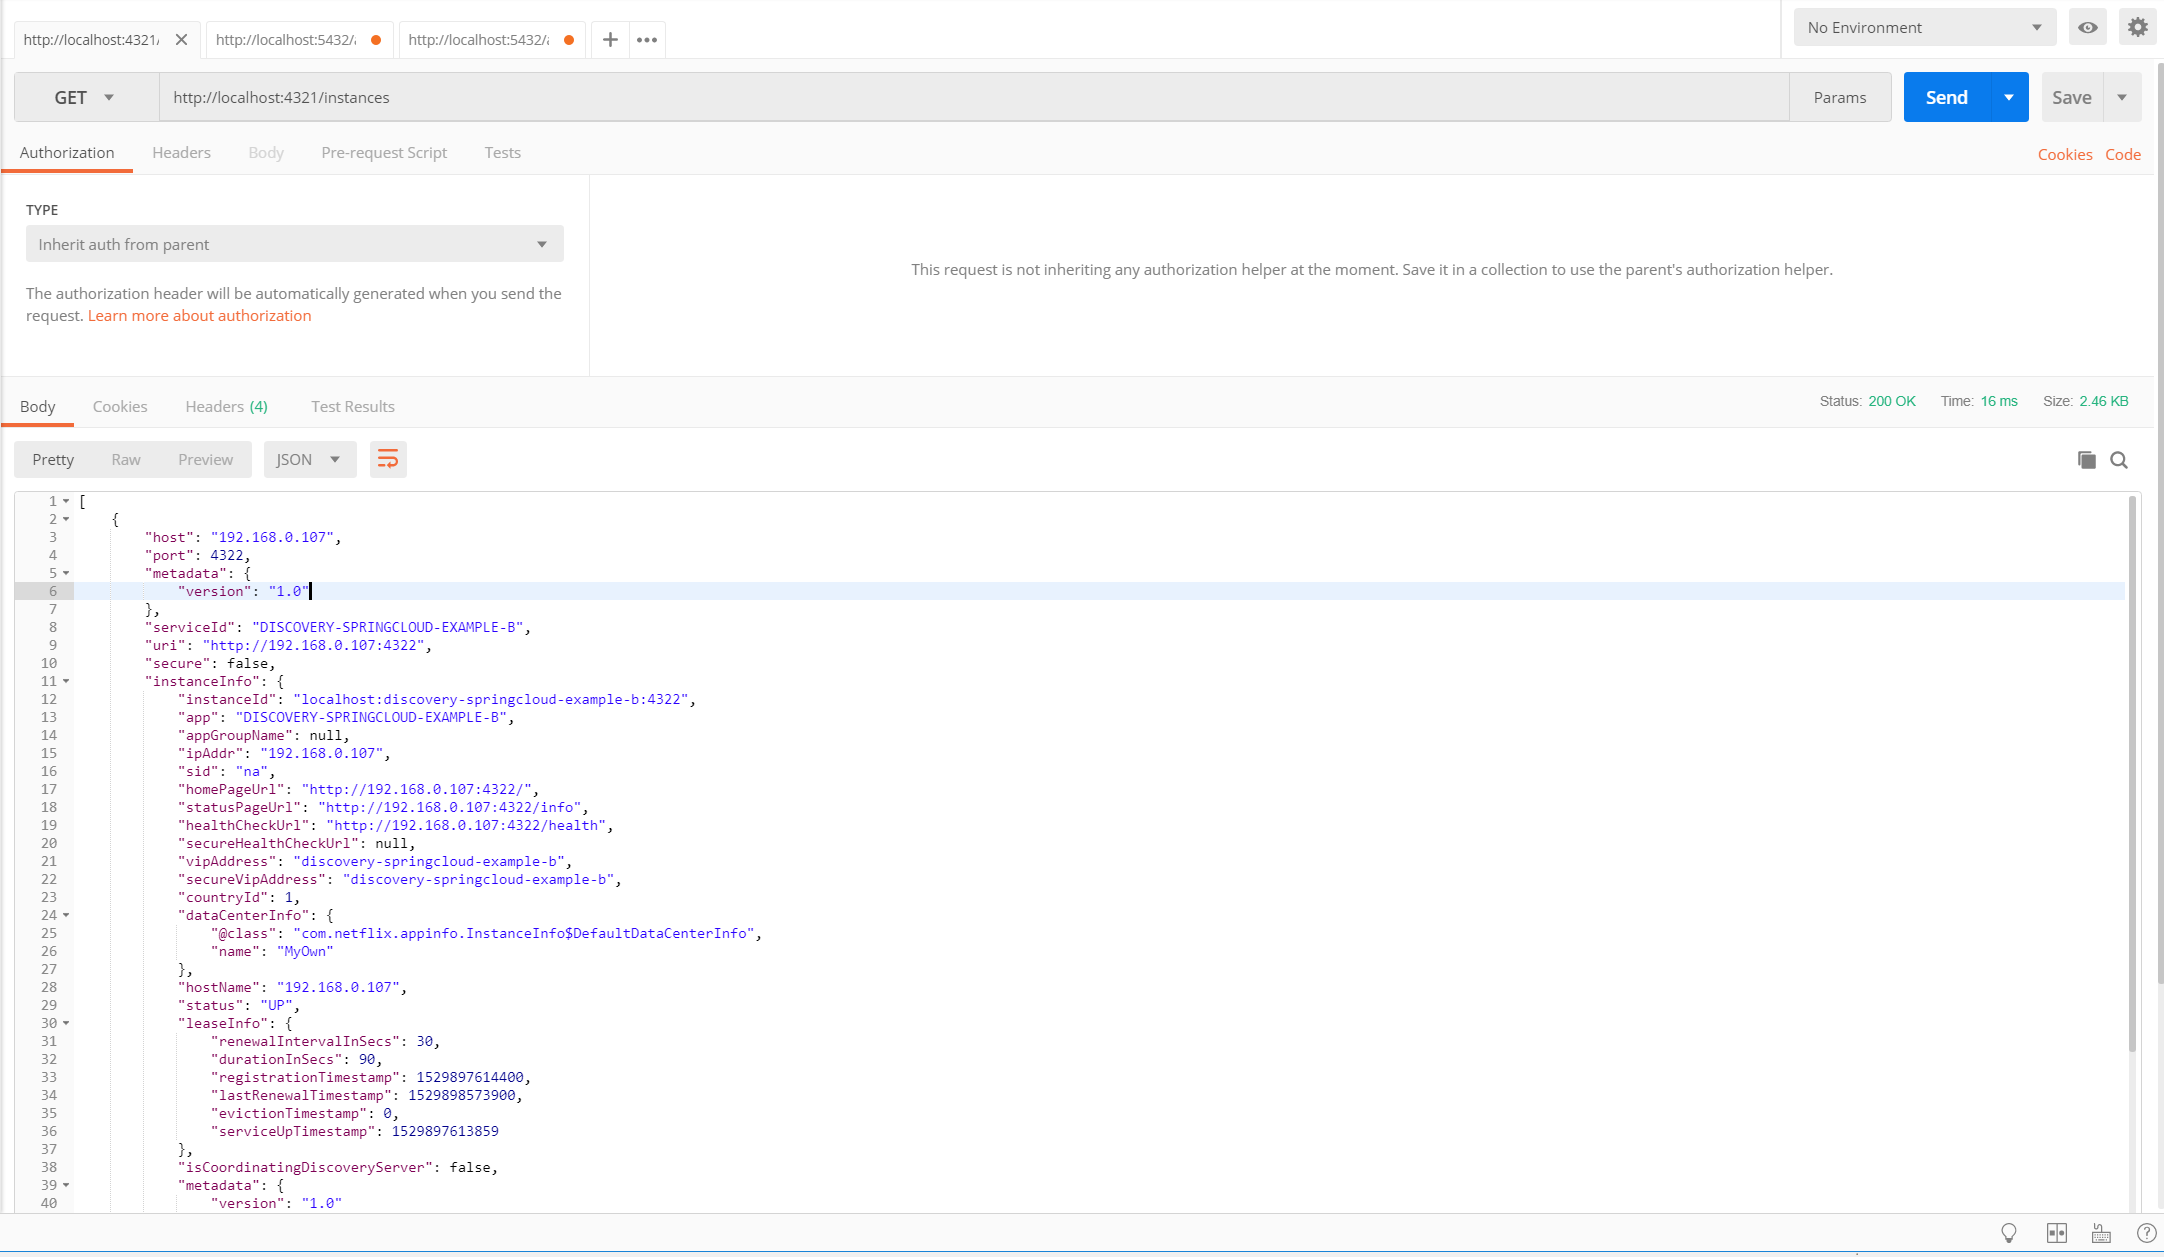 http://localhost:4321/
http://localhost:5432/
http://localhost:5432/
No Environment
GET
http://localhost:4321/instances
Params
Send
Save
Authorization
Headers
Body
Pre-request Script
Tests
Cookies
Code
TYPE
Inherit auth from parent
The authorization header will be automatically generated when you send the
request. Learn more about authorization
This request is not inheriting any authorization helper at the moment. Save it in a collection to use the parent's authorization helper.
Body
Cookies
Headers (4)
Test Results
Status: 200 OK
Time: 16 ms
Size: 2.46 KB
Pretty
Raw
Preview
JSON
1 [
2 {
3 "host": "192.168.0.107",
4 "port": 4322,
5 "metadata": {
6 "version": "1.0"
7 },
8 "serviceId": "DISCOVERY-SPRINGCLOUD-EXAMPLE-B",
9 "uri": "http://192.168.0.107:4322",
10 "secure": false,
11 "instanceInfo": {
12 "instanceId": "localhost:discovery-springcloud-example-b:4322",
13 "app": "DISCOVERY-SPRINGCLOUD-EXAMPLE-B",
14 "appGroupName": null,
15 "ipAddr": "192.168.0.107",
16 "sid": "na",
17 "homePageUrl": "http://192.168.0.107:4322/",
18 "statusPageUrl": "http://192.168.0.107:4322/info",
19 "healthCheckUrl": "http://192.168.0.107:4322/health",
20 "secureHealthCheckUrl": null,
21 "vipAddress": "discovery-springcloud-example-b",
22 "secureVipAddress": "discovery-springcloud-example-b",
23 "countryId": 1,
24 "dataCenterInfo": {
25 "@class": "com.netflix.appinfo.InstanceInfo$DefaultDataCenterInfo",
26 "name": "MyOwn"
27 },
28 "hostName": "192.168.0.107",
29 "status": "UP",
30 "leaseInfo": {
31 "renewalIntervalInSecs": 30,
32 "durationInSecs": 90,
33 "registrationTimestamp": 1529897614400,
34 "lastRenewalTimestamp": 1529898573900,
35 "evictionTimestamp": 0,
36 "serviceUpTimestamp": 1529897613859
37 },
38 "isCoordinatingDiscoveryServer": false,
39 "metadata": {
40 "version": "1.0"